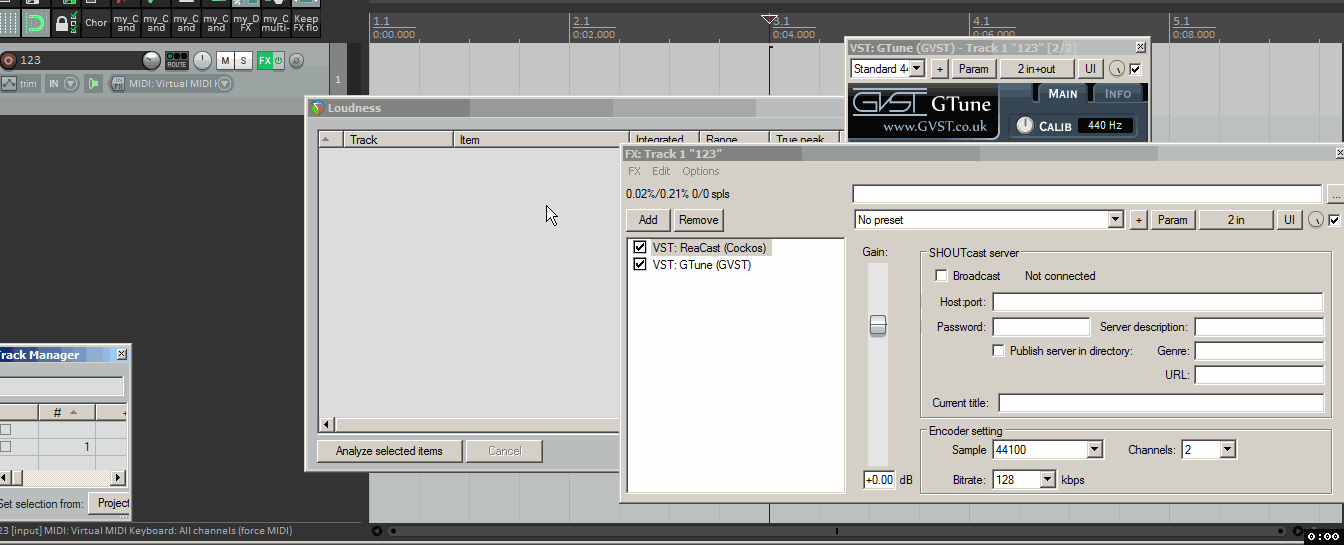 Chor
my_C and
my_C and
my_C and
my_D FX
my_C multi-
Keep FX flo
1.1
0:00.000
2.1
0:02.000
3.1
0:04.000
4.1
0:06.000
5.1
0:08.000
123
ROUTE
M S
FX
trim
IN
IN FX
MIDI: Virtual MIDI
1
VST: GTune (GVST) - Track 1 "123" [2/2]
Standard 44
+
Param
2 in+out
UI
GVST GTune
www.GVST.co.uk
MAIN
INFO
CALIB
440 Hz
Loudness
Track
Item
Integrated
Range
True peak
Analyze selected items
Cancel
FX: Track 1 "123"
FX Edit Options
0.02%/0.21% 0/0 spls
...
Add
Remove
No preset
+
Param
2 in
UI
VST: ReaCast (Cockos)
VST: GTune (GVST)
Gain:
+0.00 dB
SHOUTcast server
Broadcast
Not connected
Host:port:
Password:
Server description:
Publish server in directory:
Genre:
URL:
Current title:
Encoder setting
Sample 44100
Channels: 2
Bitrate: 128 kbps
Track Manager
#
1
Set selection from:
Project
23 [input] MIDI: Virtual MIDI Keyboard: All channels (force MIDI)
0:00